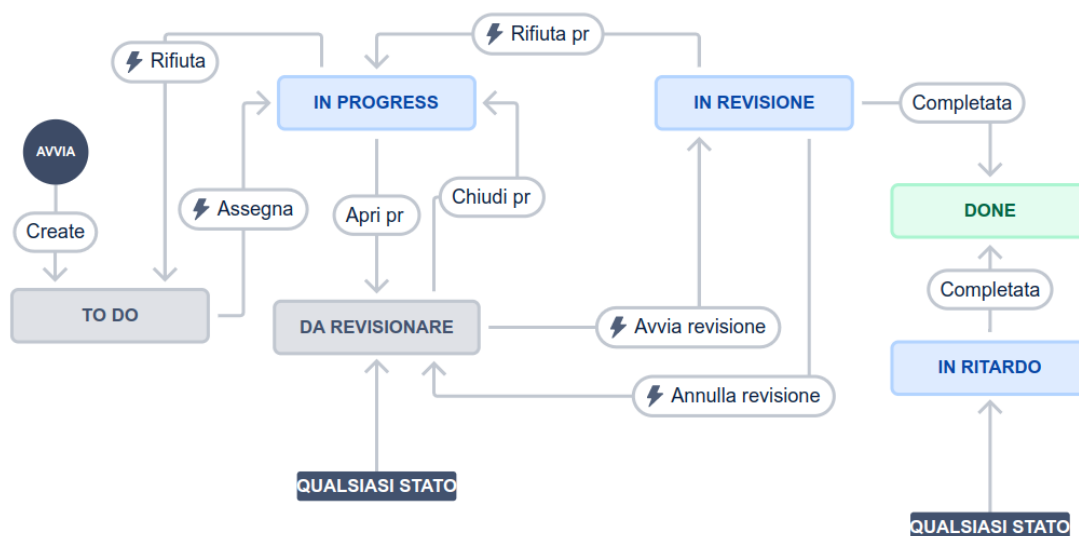 Rifiuta pr
Rifiuta
IN PROGRESS
IN REVISIONE
Completata
AVVIA
Chiudi pr
Assegna
Apri pr
DONE
Create
Completata
TO DO
DA REVISIONARE
Avvia revisione
IN RITARDO
Annulla revisione
QUALSIASI STATO
QUALSIASI STATO